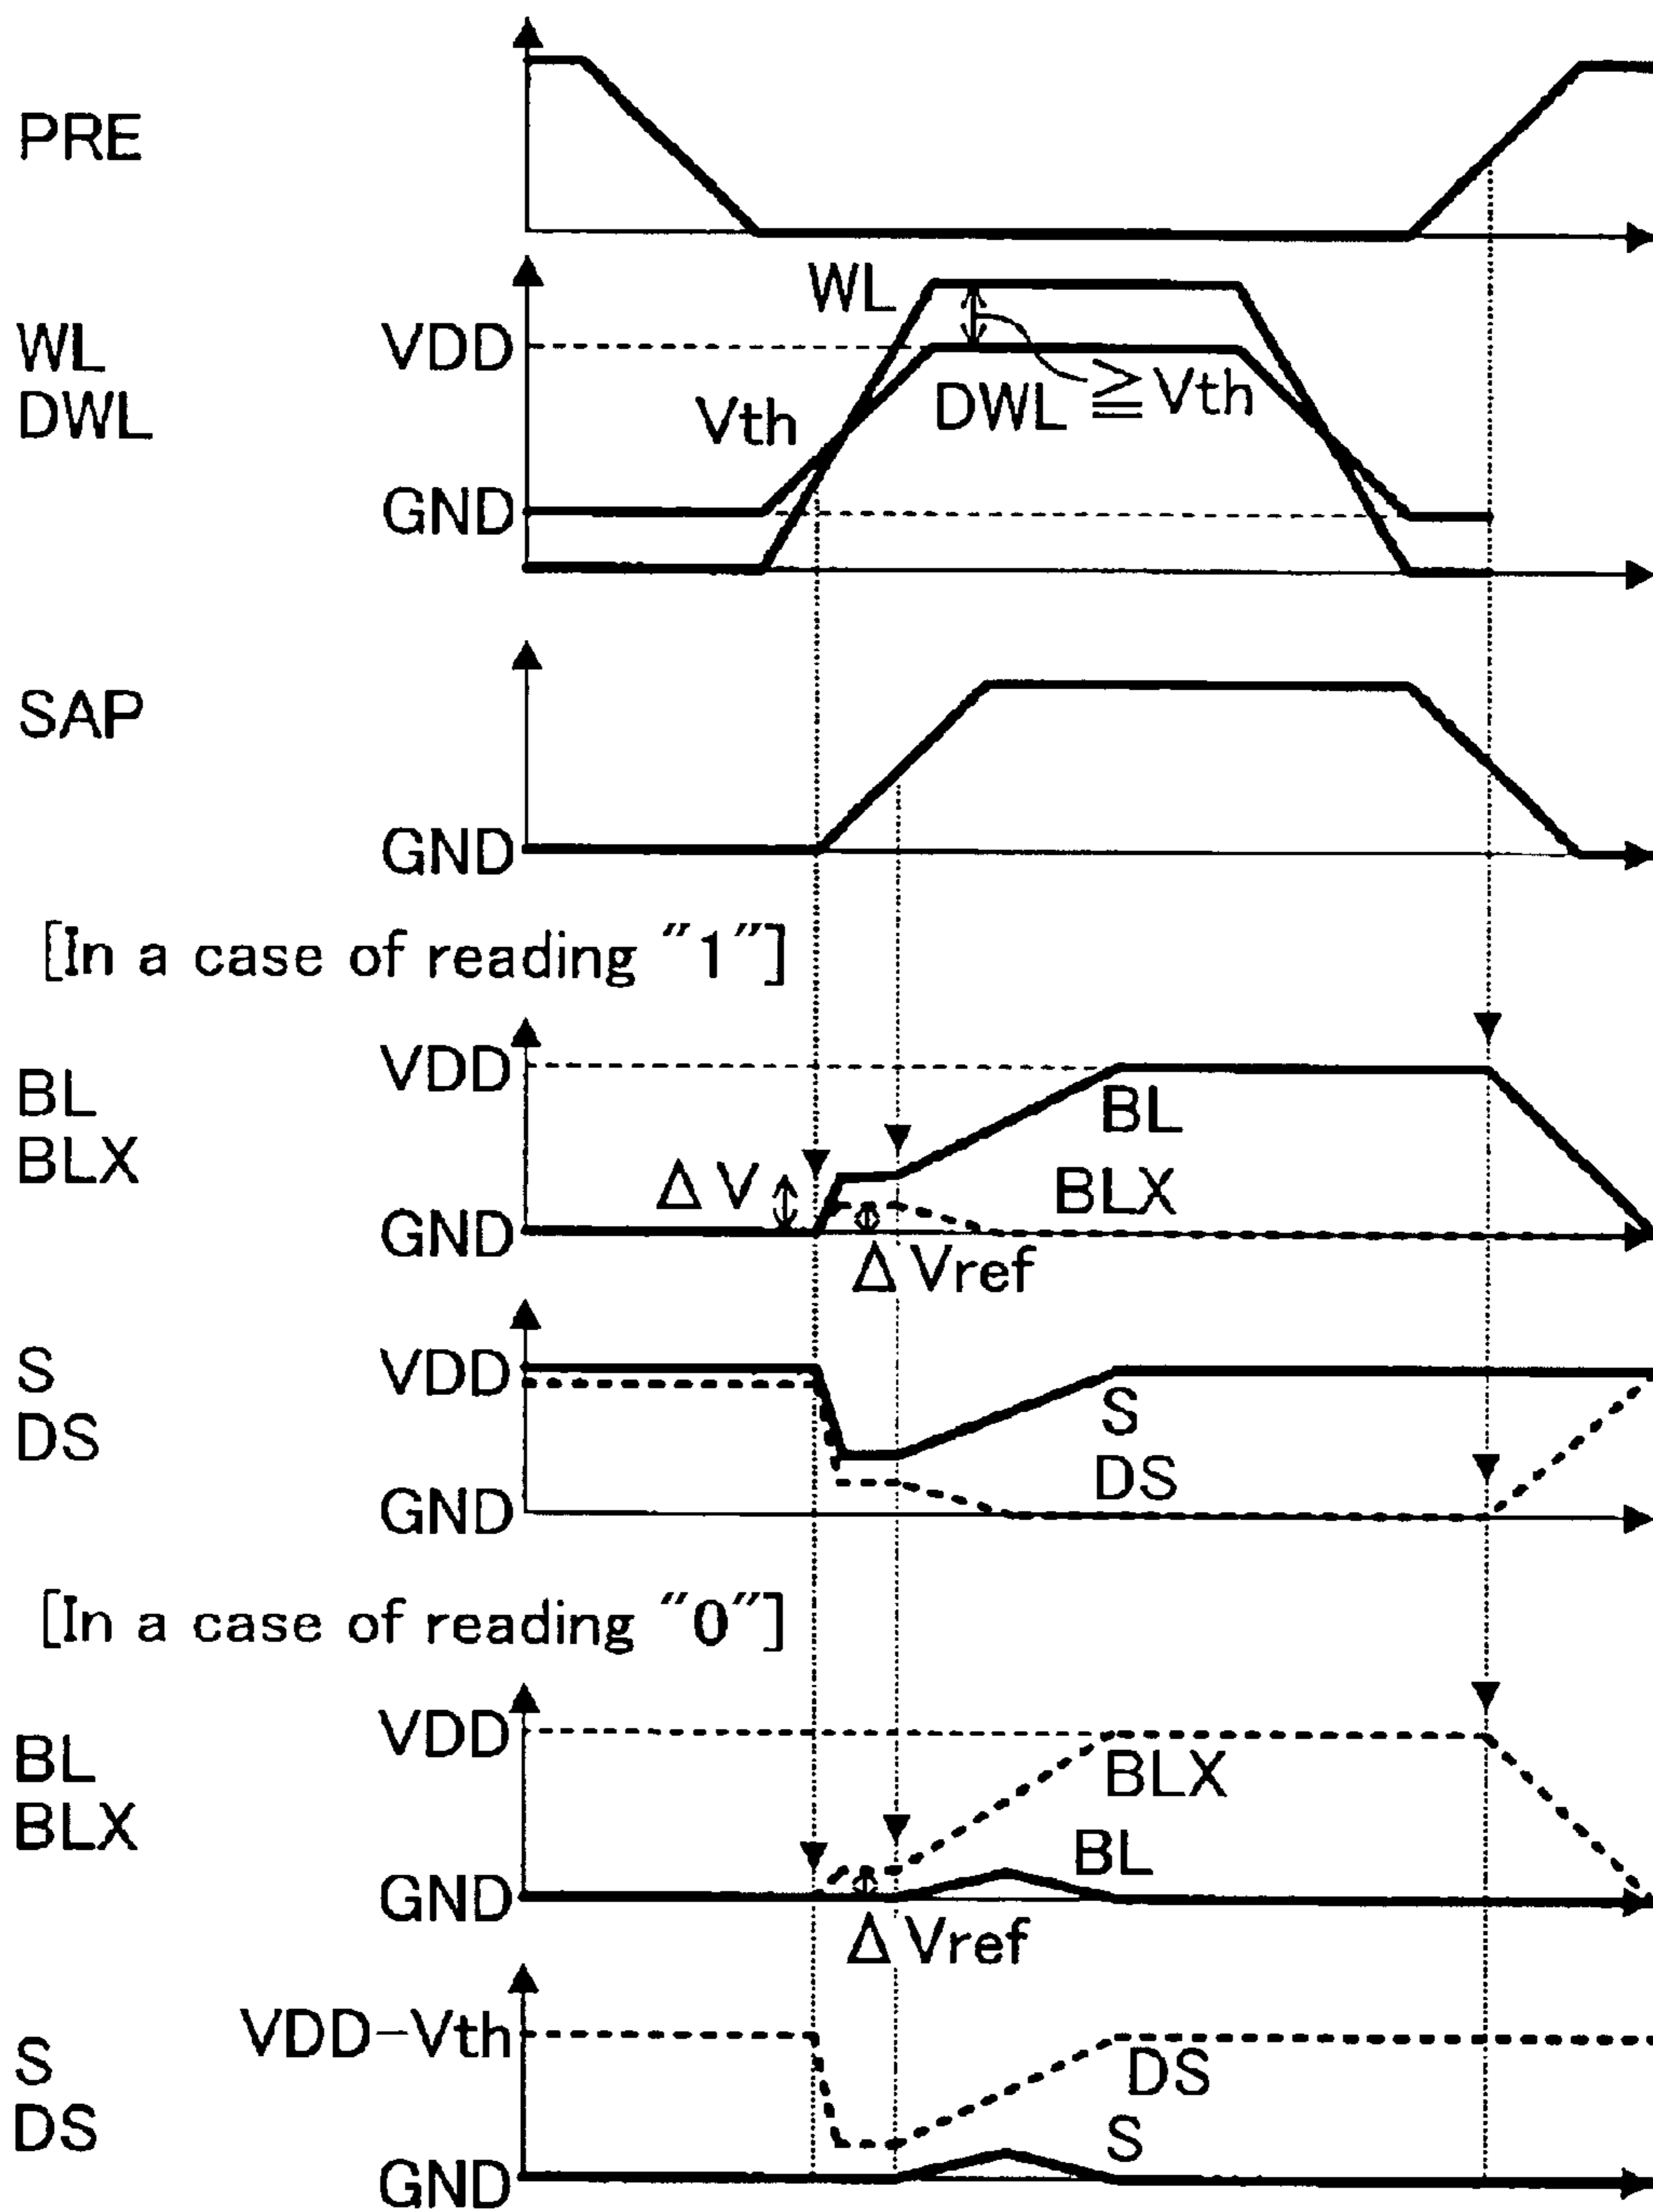 PRE
WL
DWL
VDD
GND
WL
Vth
DWL ≧ Vth
SAP
GND
[In a case of reading "1"]
BL
BLX
VDD
GND
ΔV
BL
BLX
ΔVref
S
DS
VDD
GND
S
DS
[In a case of reading "0"]
BL
BLX
VDD
GND
BLX
BL
ΔVref
S
DS
VDD-Vth
GND
DS
S